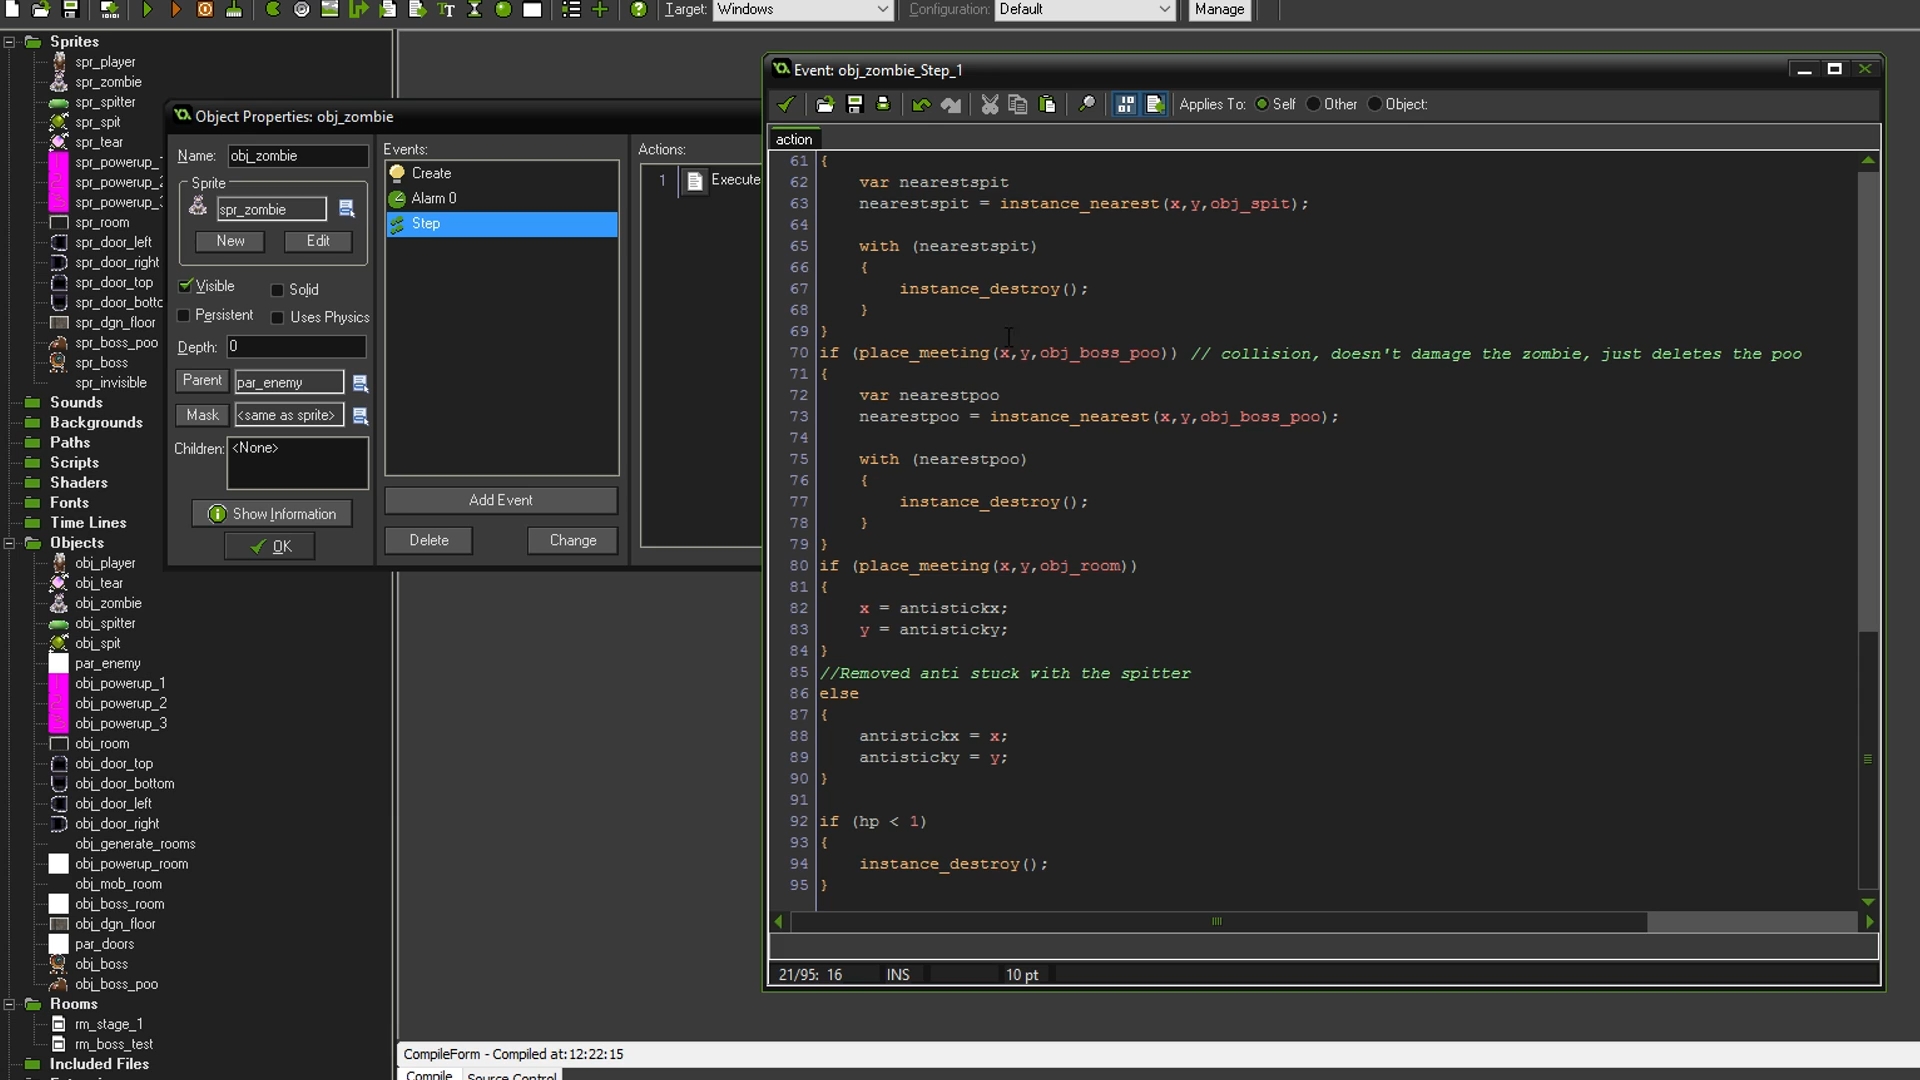 Target: Windows
Configuration: Default
Manage
Sprites
spr_player
spr_zombie
spr_spitter
spr_spit
spr_tear
spr_powerup_
spr_powerup_2
spr_powerup_
spr_room
spr_door_left
spr_door_right
spr_door_top
spr_door_botto
spr_dgn_floor
spr_boss_poo
spr_boss
spr_invisible
Sounds
Backgrounds
Paths
Scripts
Shaders
Fonts
Time Lines
Objects
obj_player
obj_tear
obj_zombie
obj_spitter
obj_spit
par_enemy
obj_powerup_1
obj_powerup_2
obj_powerup_3
obj_room
obj_door_top
obj_door_bottom
obj_door_left
obj_door_right
obj_generate_rooms
obj_powerup_room
obj_mob_room
obj_boss_room
obj_dgn_floor
par_doors
obj_boss
obj_boss_poo
Rooms
rm_stage_1
rm_boss_test
Included Files
Object Properties: obj_zombie
Name: obj_zombie
Sprite
spr_zombie
New Edit
Visible Solid
Persistent Uses Physics
Depth: 0
Parent par_enemy
Mask <same as sprite>
Children: <None>
Show Information
OK
Events:
Create
Alarm 0
Step
Add Event
Delete Change
Actions:
1 Execute
Event: obj_zombie_Step_1
Applies To: Self Other Object:
action
61 {
62 var nearestspit
63 nearestspit = instance_nearest(x,y,obj_spit);
64
65 with (nearestspit)
66 {
67 instance_destroy();
68 }
69 }
70 if (place_meeting(x,y,obj_boss_poo)) // collision, doesn't damage the zombie, just deletes the poo
71 {
72 var nearestpoo
73 nearestpoo = instance_nearest(x,y,obj_boss_poo);
74
75 with (nearestpoo)
76 {
77 instance_destroy();
78 }
79 }
80 if (place_meeting(x,y,obj_room))
81 {
82 x = antistickx;
83 y = antisticky;
84 }
85 //Removed anti stuck with the spitter
86 else
87 {
88 antistickx = x;
89 antisticky = y;
90 }
91
92 if (hp < 1)
93 {
94 instance_destroy();
95 }
21/95: 16 INS 10 pt
CompileForm - Compiled at:12:22:15
Compile Source Control